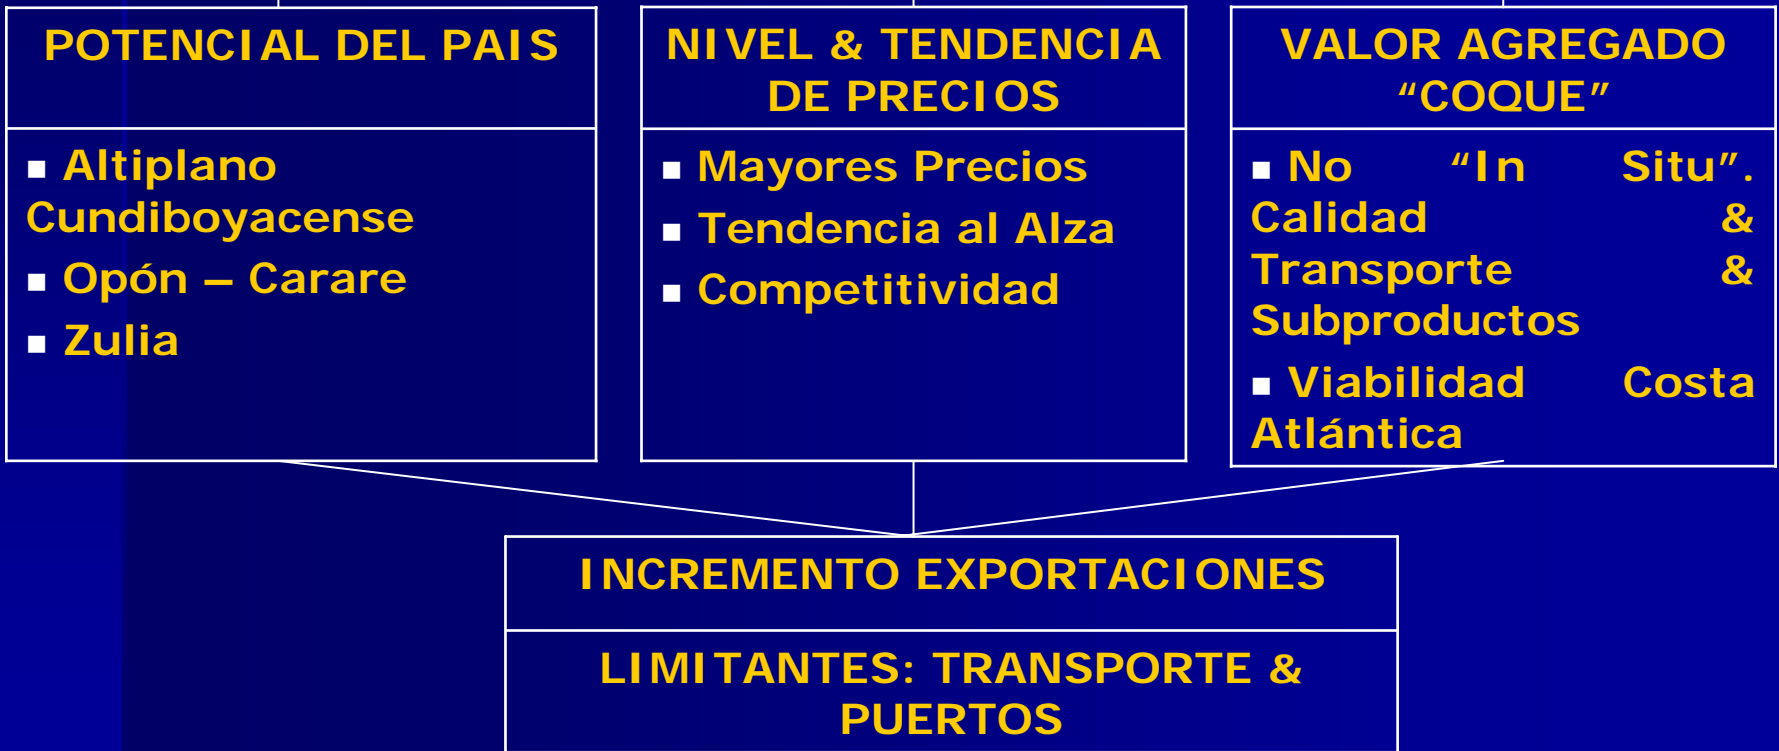 POTENCIAL DEL PAIS
■ Altiplano
Cundiboyacense
■ Opón – Carare
■ Zulia
NIVEL & TENDENCIA
DE PRECIOS
■ Mayores Precios
■ Tendencia al Alza
■ Competitividad
VALOR AGREGADO
“COQUE”
■ No “In Situ”.
Calidad &
Transporte &
Subproductos
■ Viabilidad Costa
Atlántica
INCREMENTO EXPORTACIONES
LIMITANTES: TRANSPORTE &
PUERTOS